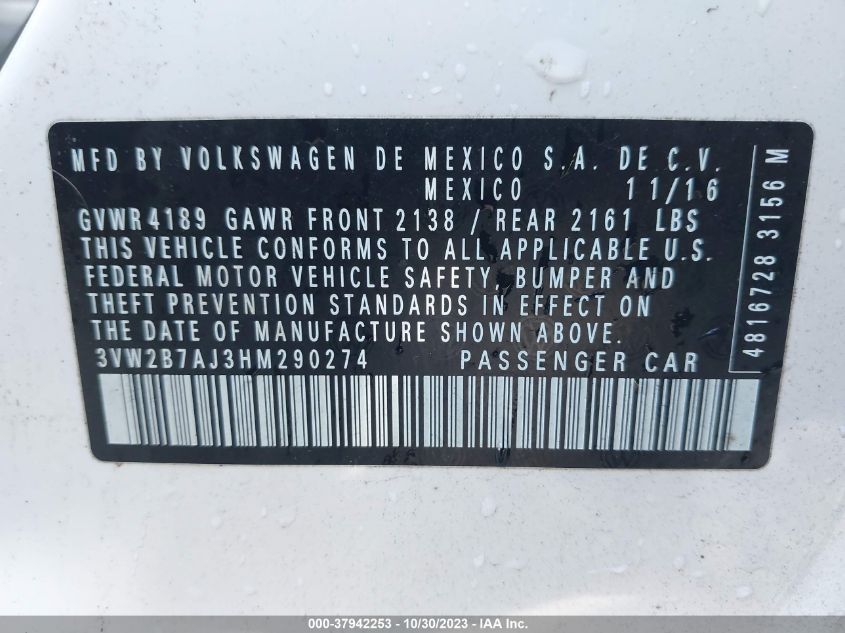 MFD BY VOLKSWAGEN DE MEXICO S.A. DE C.V.
MEXICO 11/16
GVWR 4189 GAWR FRONT 2138 / REAR 2161 LBS
THIS VEHICLE CONFORMS TO ALL APPLICABLE U.S.
FEDERAL MOTOR VEHICLE SAFETY, BUMPER AND
THEFT PREVENTION STANDARDS IN EFFECT ON
THE DATE OF MANUFACTURE SHOWN ABOVE.
3VW2B7AJ3HM290274 PASSENGER CAR
4816728 3156 M
000-37942253 - 10/30/2023 - IAA Inc.